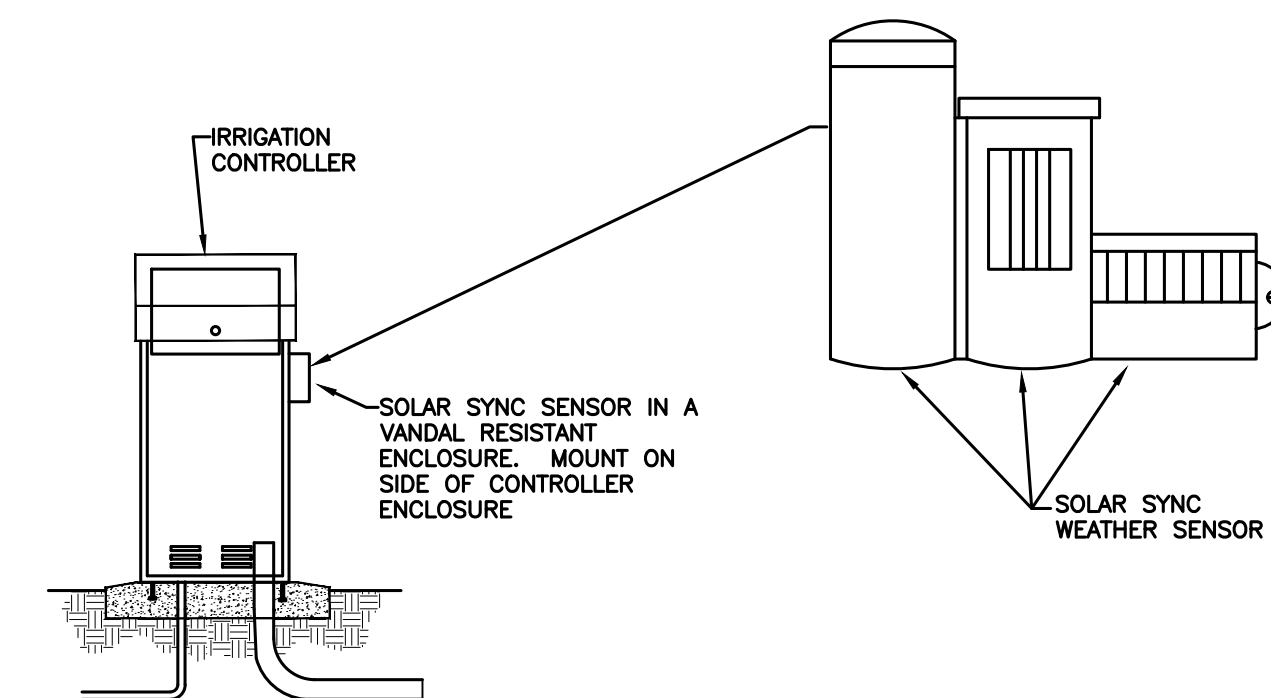 IRRIGATION
CONTROLLER
SOLAR SYNC SENSOR IN A
VANDAL RESISTANT
ENCLOSURE. MOUNT ON
SIDE OF CONTROLLER
ENCLOSURE
SOLAR SYNC
WEATHER SENSOR